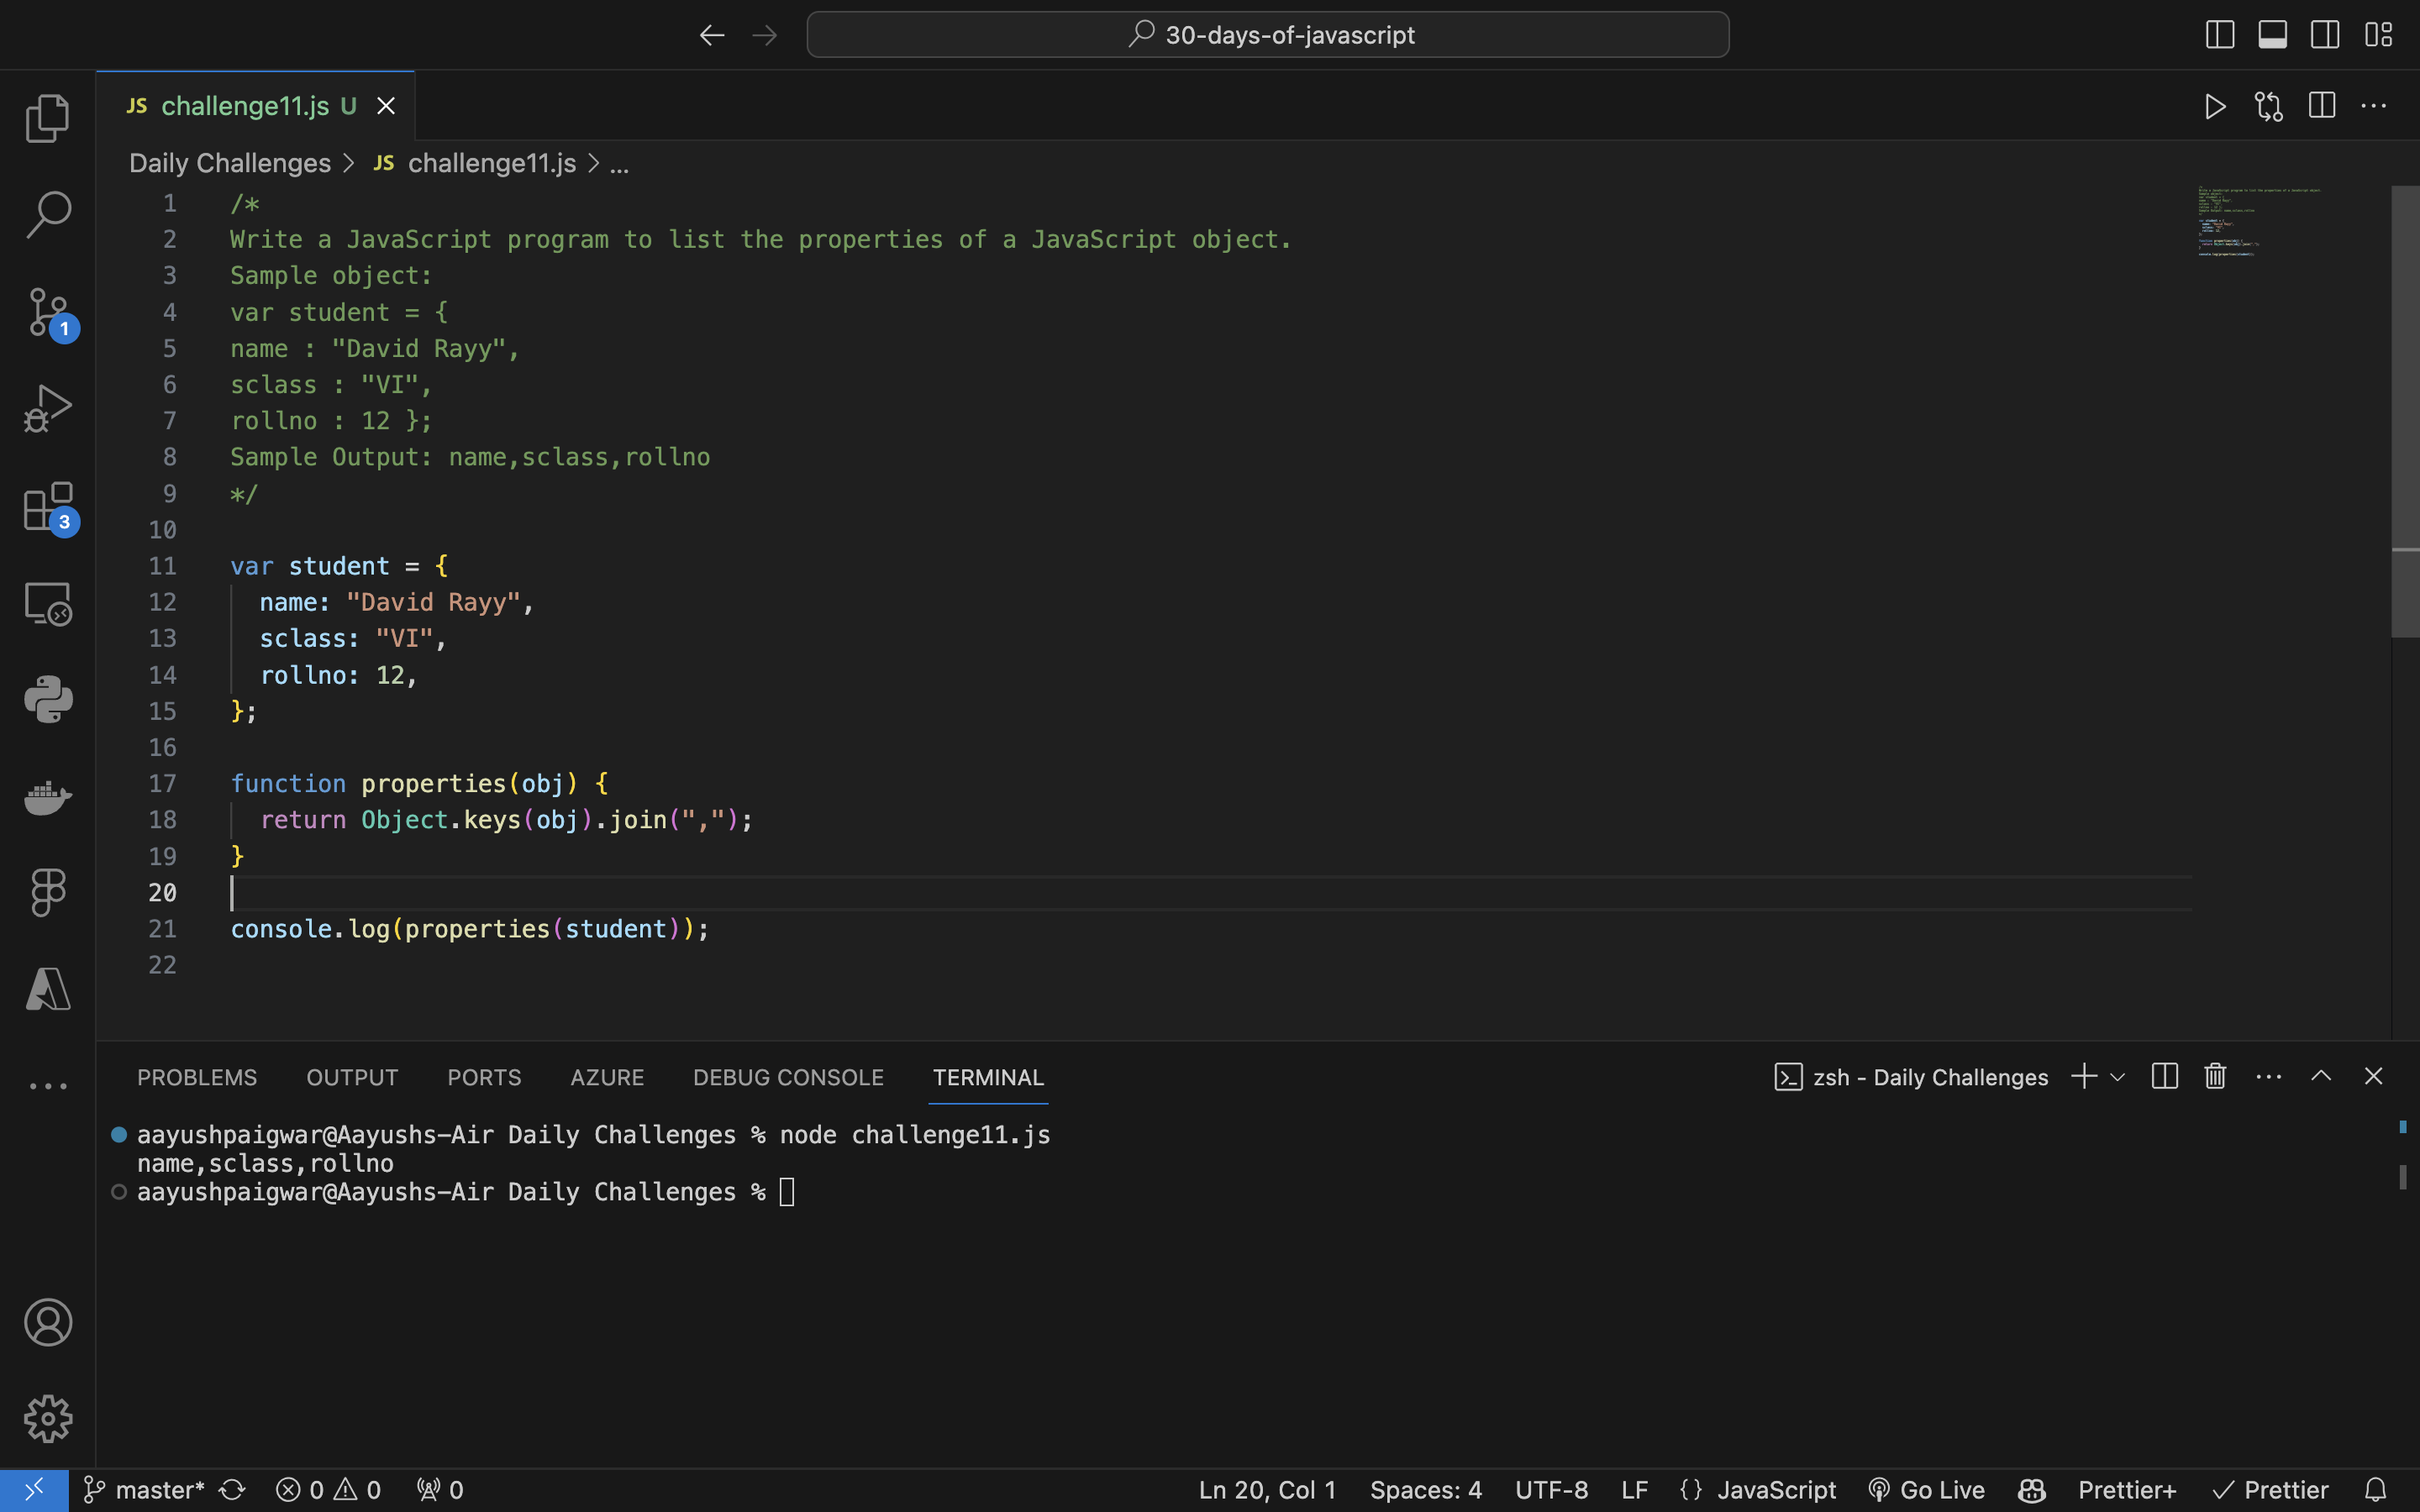 30-days-of-javascript
JS challenge11.js U
Daily Challenges > JS challenge11.js > ...
1 /*
2 Write a JavaScript program to list the properties of a JavaScript object.
3 Sample object:
4 var student = {
5 name : "David Rayy",
6 sclass : "VI",
7 rollno : 12 };
8 Sample Output: name,sclass,rollno
9 */
10
11 var student = {
12   name: "David Rayy",
13   sclass: "VI",
14   rollno: 12,
15 };
16
17 function properties(obj) {
18   return Object.keys(obj).join(",");
19 }
20
21 console.log(properties(student));
22
1
3
PROBLEMS OUTPUT PORTS AZURE DEBUG CONSOLE TERMINAL zsh - Daily Challenges
aayushpaigwar@Aayushs-Air Daily Challenges % node challenge11.js
name,sclass,rollno
aayushpaigwar@Aayushs-Air Daily Challenges %
master* 0 0 0 Ln 20, Col 1 Spaces: 4 UTF-8 LF {} JavaScript Go Live Prettier+ Prettier